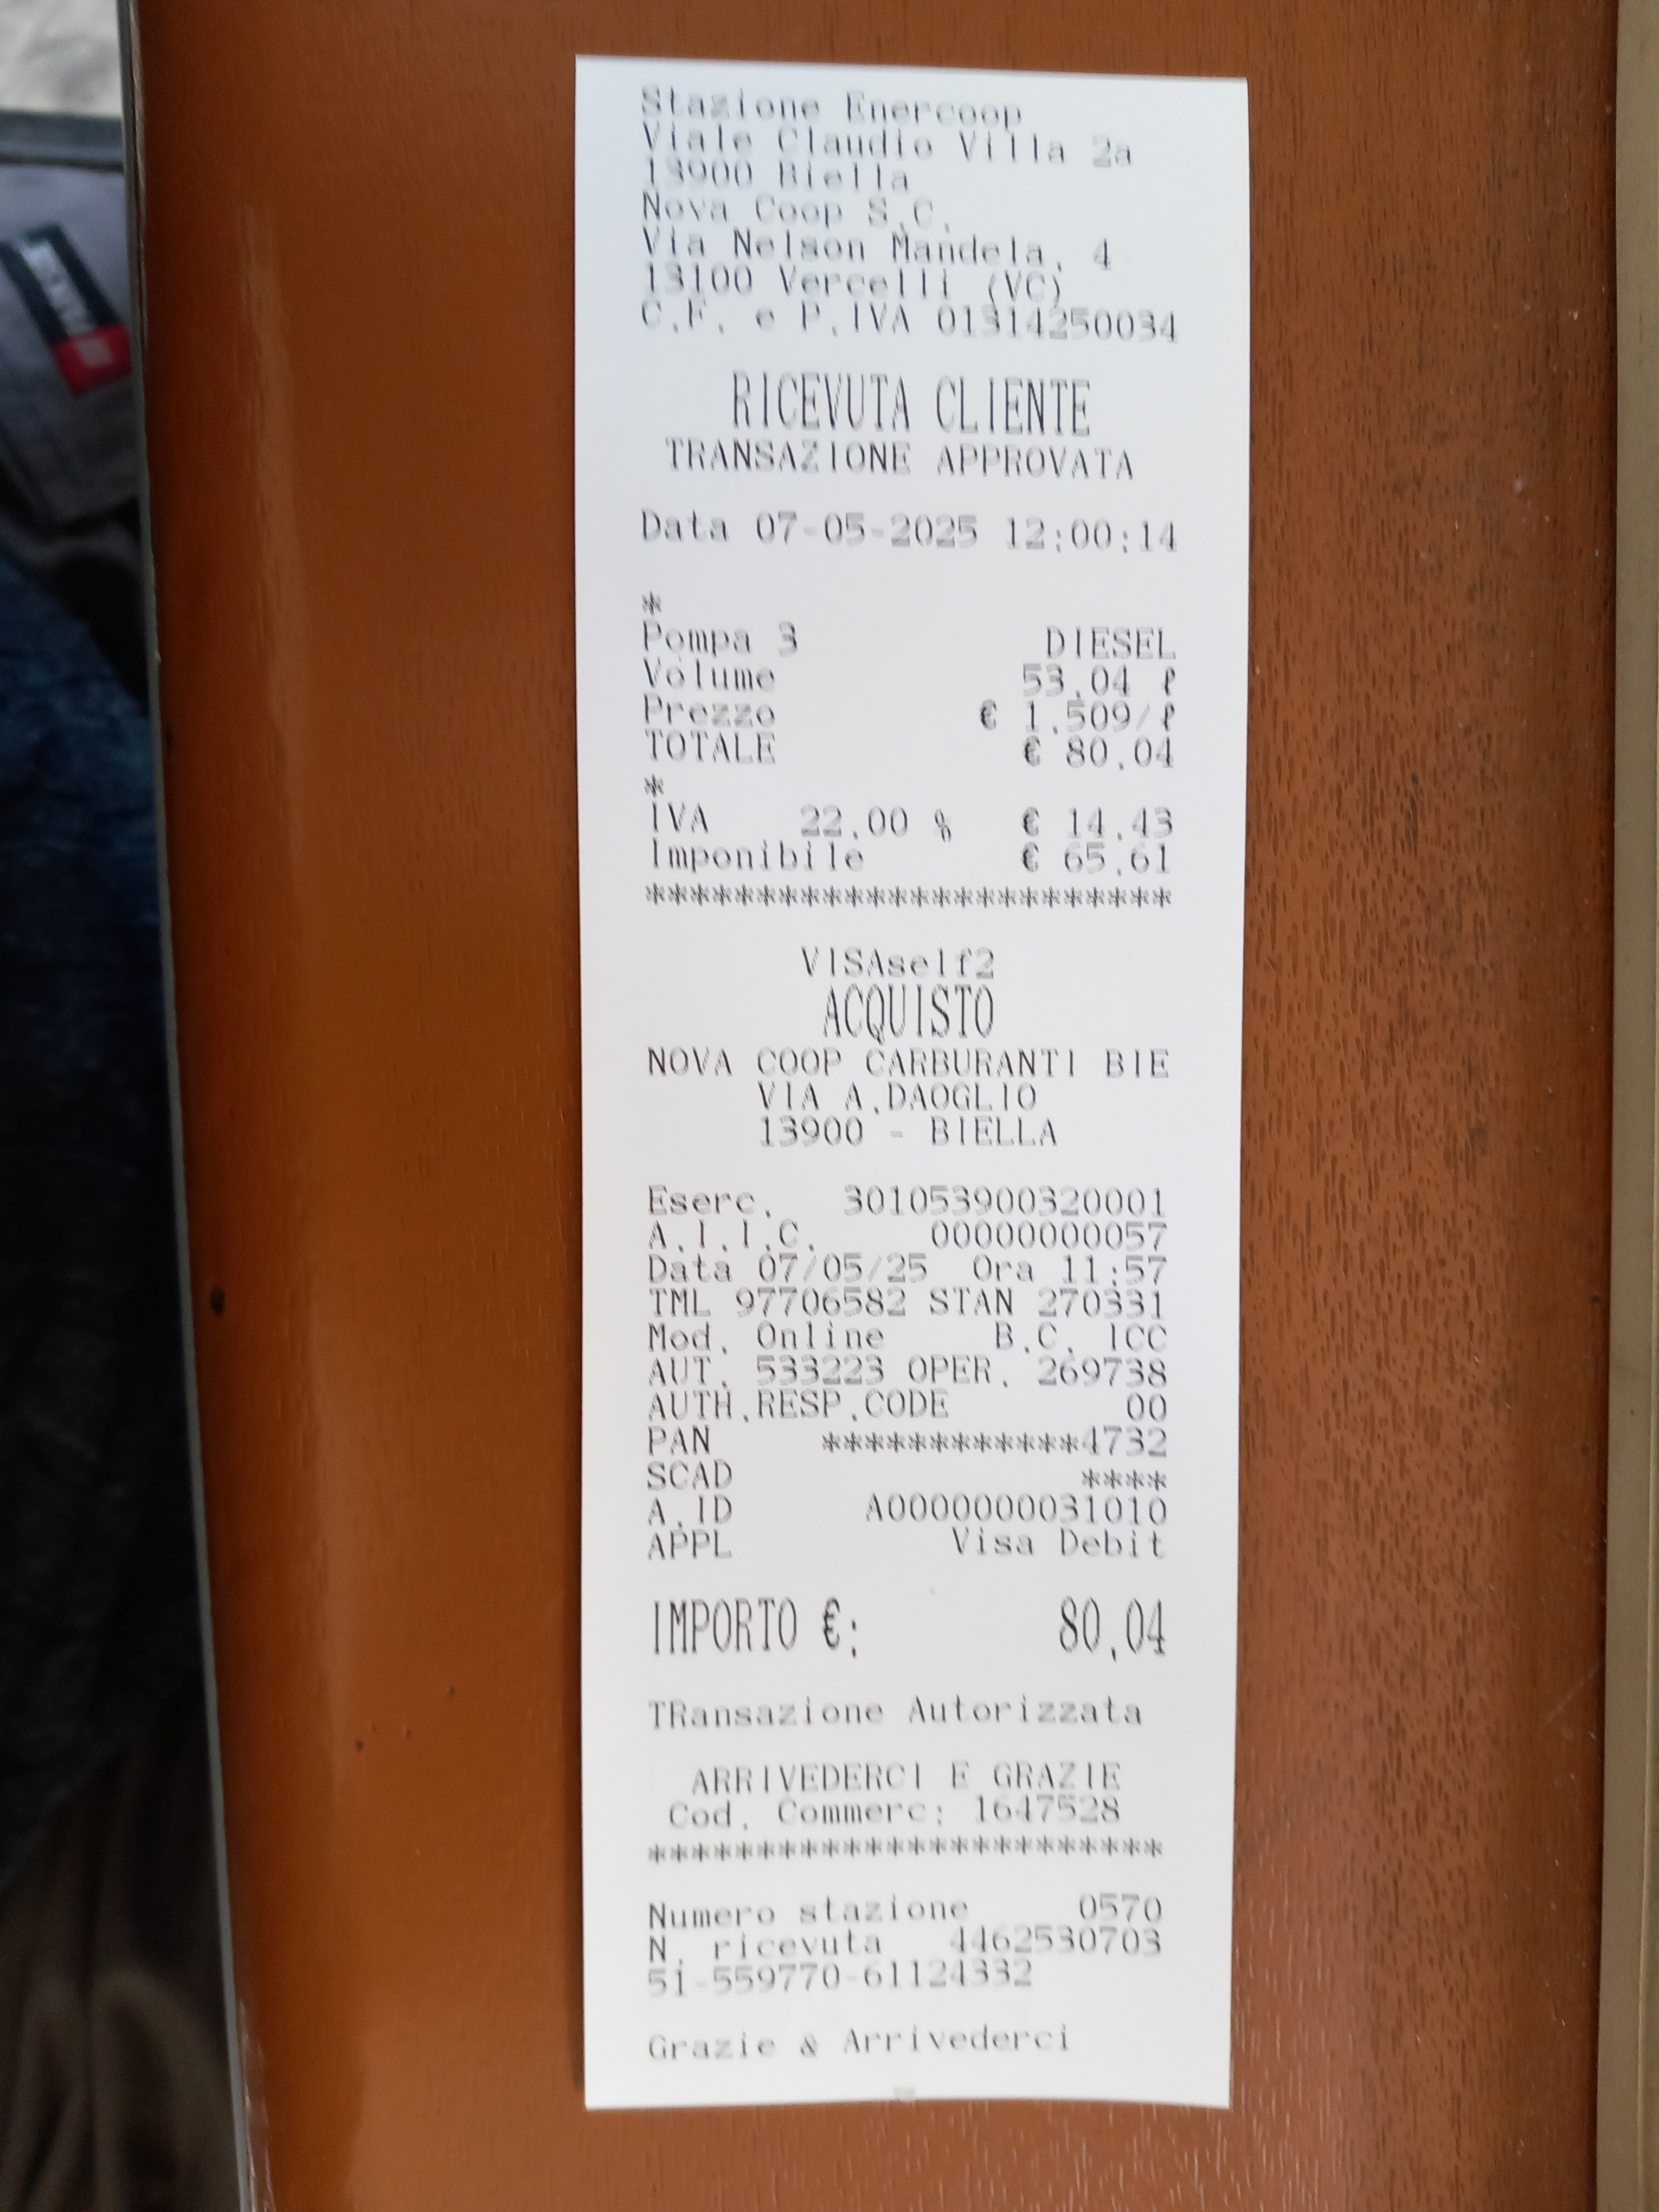 Stazione Enercoop
Viale Claudio Villa 2a
13900 Biella
Nova Coop S.C.
Via Nelson Mandela, 4
13100 Vercelli (VC)
C.F. e P.IVA 01314250034
RICEVUTA CLIENTE
TRANSAZIONE APPROVATA
Data 07-05-2025 12:00:14
*
Pompa 3 DIESEL
Volume 53,04 ℓ
Prezzo € 1,509/ℓ
TOTALE € 80,04
*
IVA 22,00 % € 14,43
Imponibile € 65,61
************************
VISAself2
ACQUISTO
NOVA COOP CARBURANTI BIE
VIA A.DAOGLIO
13900 - BIELLA
Eserc. 301053900320001
A.I.I.C. 00000000057
Data 07/05/25 Ora 11:57
TML 97706582 STAN 270331
Mod. Online B.C. ICC
AUT. 533223 OPER. 269738
AUTH.RESP.CODE 00
PAN ************4732
SCAD ****
A.ID A0000000031010
APPL Visa Debit
IMPORTO €: 80,04
TRansazione Autorizzata
ARRIVEDERCI E GRAZIE
Cod. Commerc: 1647528
************************
Numero stazione 0570
N. ricevuta 4462530703
51-559770-61124332
Grazie & Arrivederci